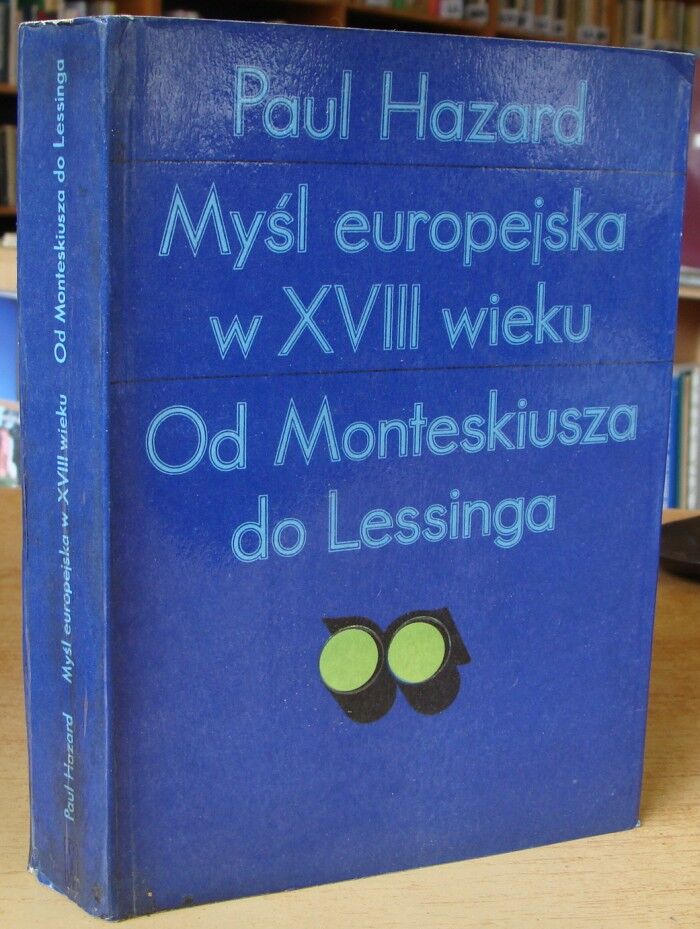 Paul Hazard
Myśl europejska
w XVIII wieku
Od Monteskiusza
do Lessinga
Paul Hazard Myśl europejska w XVIII wieku Od Monteskiusza do Lessinga